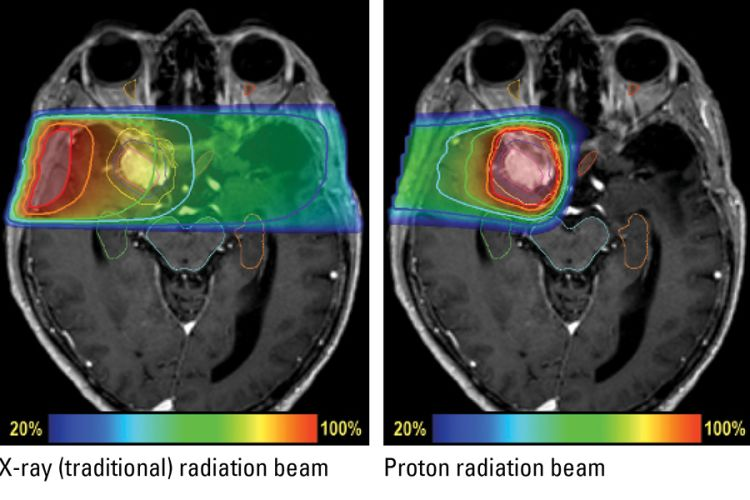 20% 100%
20% 100%
X-ray (traditional) radiation beam
Proton radiation beam